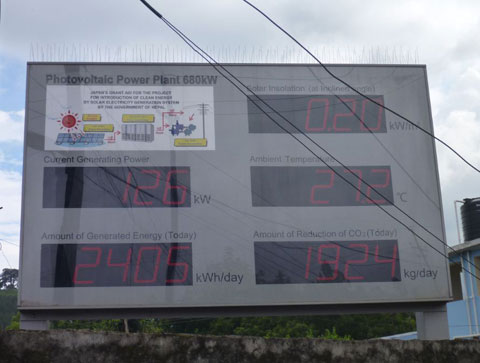 Photovoltaic Power Plant 680kW
JAPAN'S GRANT AID FOR THE PROJECT
FOR INTRODUCTION OF CLEAN ENERGY
BY SOLAR ELECTRICITY GENERATION SYSTEM
BY THE GOVERNMENT OF NEPAL
Solar Insolation (at inclined angle)
0.20
Current Generating Power
126 kW
Ambient Temperature
27.2 °C
Amount of Generated Energy (Today)
2405 kWh/day
Amount of Reduction of CO2 (Today)
1924 kg/day